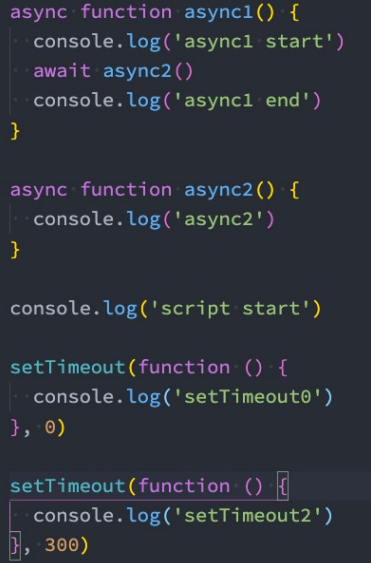 async function async1() {
  console.log('async1 start')
  await async2()
  console.log('async1 end')
}
async function async2() {
  console.log('async2')
}
console.log('script start')
setTimeout(function () {
  console.log('setTimeout0')
}, 0)
setTimeout(function () {
  console.log('setTimeout2')
}, 300)